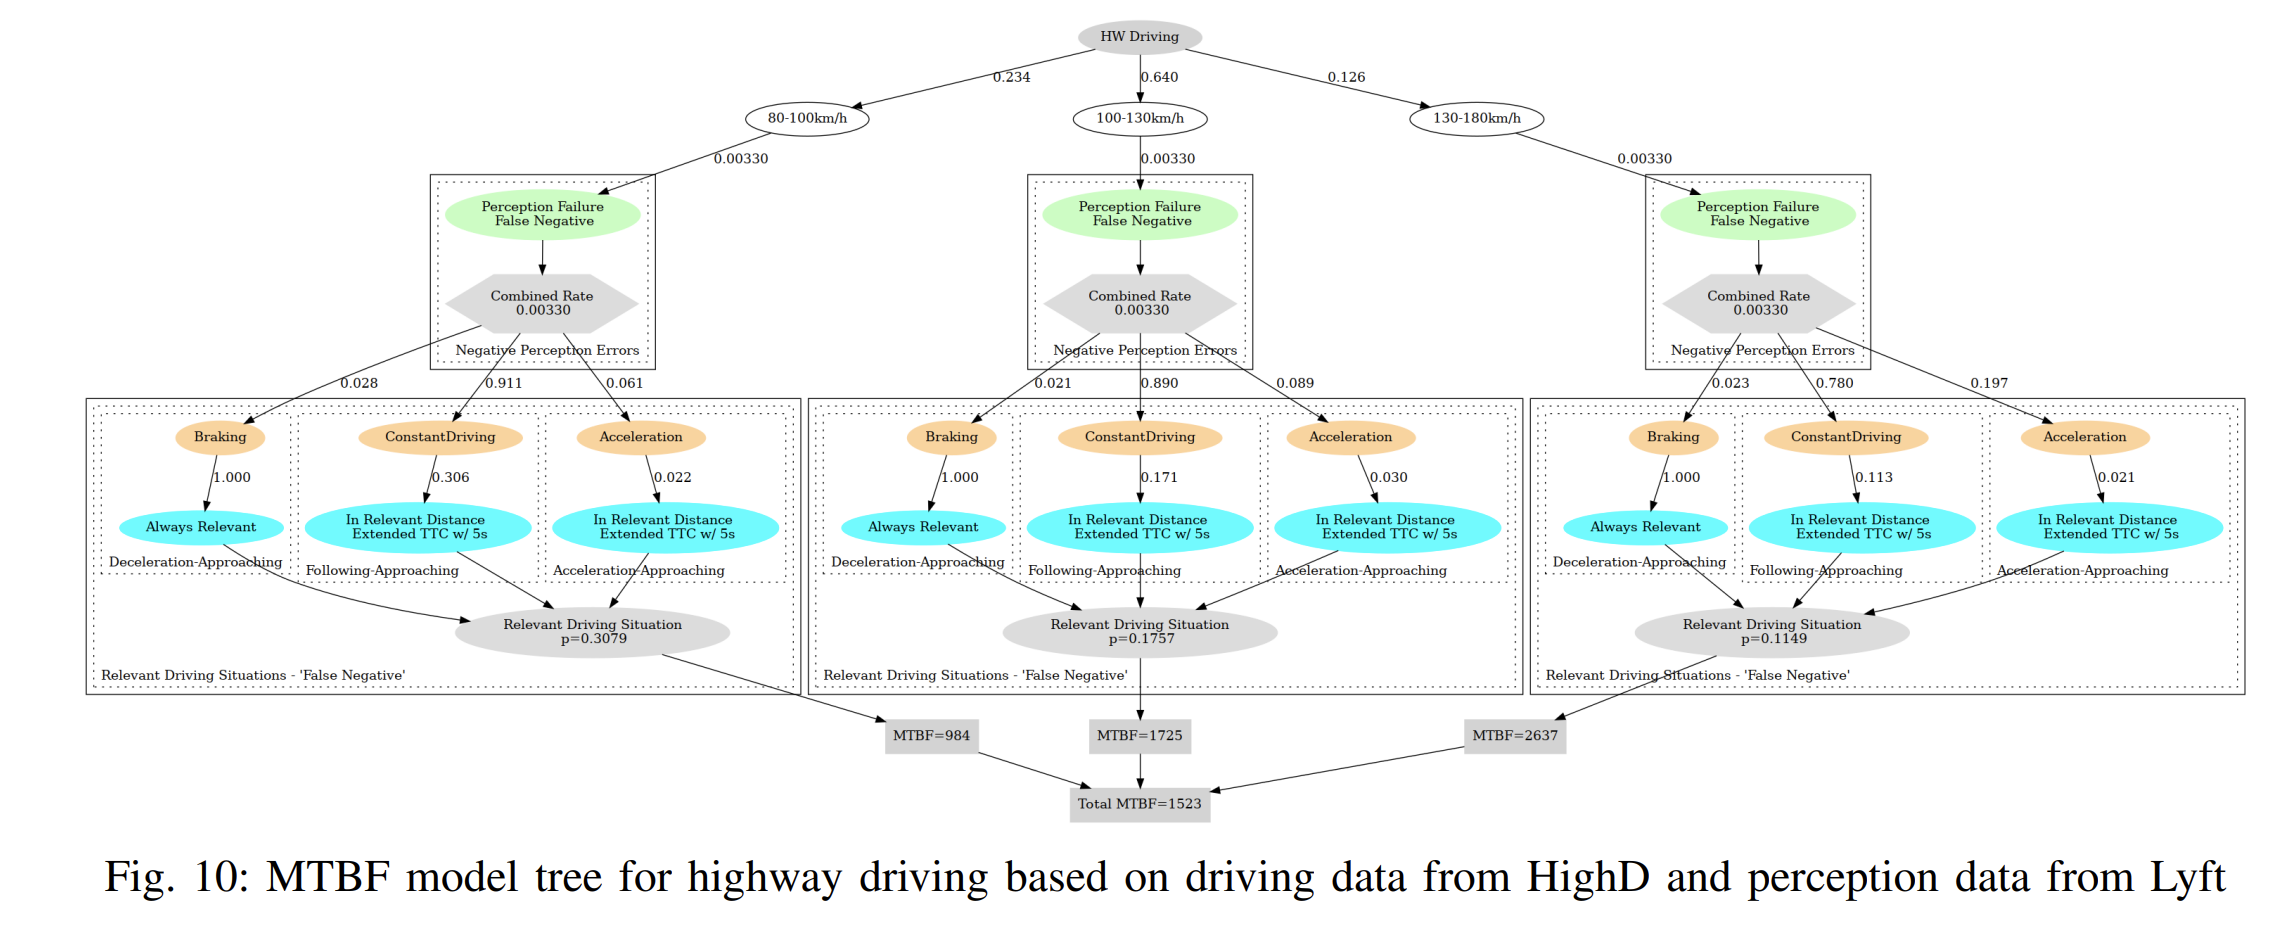 HW Driving
0.234
0.640
0.126
80-100km/h
100-130km/h
130-180km/h
0.00330
0.00330
0.00330
Perception Failure
False Negative
Perception Failure
False Negative
Perception Failure
False Negative
Combined Rate
0.00330
Combined Rate
0.00330
Combined Rate
0.00330
Negative Perception Errors
Negative Perception Errors
Negative Perception Errors
0.028
0.911
0.061
0.021
0.890
0.089
0.023
0.780
0.197
Braking
ConstantDriving
Acceleration
Braking
ConstantDriving
Acceleration
Braking
ConstantDriving
Acceleration
1.000
0.306
0.022
1.000
0.171
0.030
1.000
0.113
0.021
Always Relevant
In Relevant Distance
Extended TTC w/ 5s
In Relevant Distance
Extended TTC w/ 5s
Always Relevant
In Relevant Distance
Extended TTC w/ 5s
In Relevant Distance
Extended TTC w/ 5s
Always Relevant
In Relevant Distance
Extended TTC w/ 5s
In Relevant Distance
Extended TTC w/ 5s
Deceleration-Approaching
Following-Approaching
Acceleration-Approaching
Deceleration-Approaching
Following-Approaching
Acceleration-Approaching
Deceleration-Approaching
Following-Approaching
Acceleration-Approaching
Relevant Driving Situation
p=0.3079
Relevant Driving Situation
p=0.1757
Relevant Driving Situation
p=0.1149
Relevant Driving Situations - 'False Negative'
Relevant Driving Situations - 'False Negative'
Relevant Driving Situations - 'False Negative'
MTBF=984
MTBF=1725
MTBF=2637
Total MTBF=1523
Fig. 10: MTBF model tree for highway driving based on driving data from HighD and perception data from Lyft